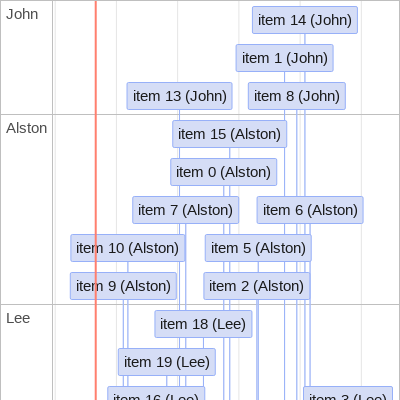 John
item 14 (John)
item 1 (John)
item 13 (John)
item 8 (John)
Alston
item 15 (Alston)
item 0 (Alston)
item 7 (Alston)
item 6 (Alston)
item 10 (Alston)
item 5 (Alston)
item 9 (Alston)
item 2 (Alston)
Lee
item 18 (Lee)
item 19 (Lee)
item 16 (Lee)
item 3 (Lee)